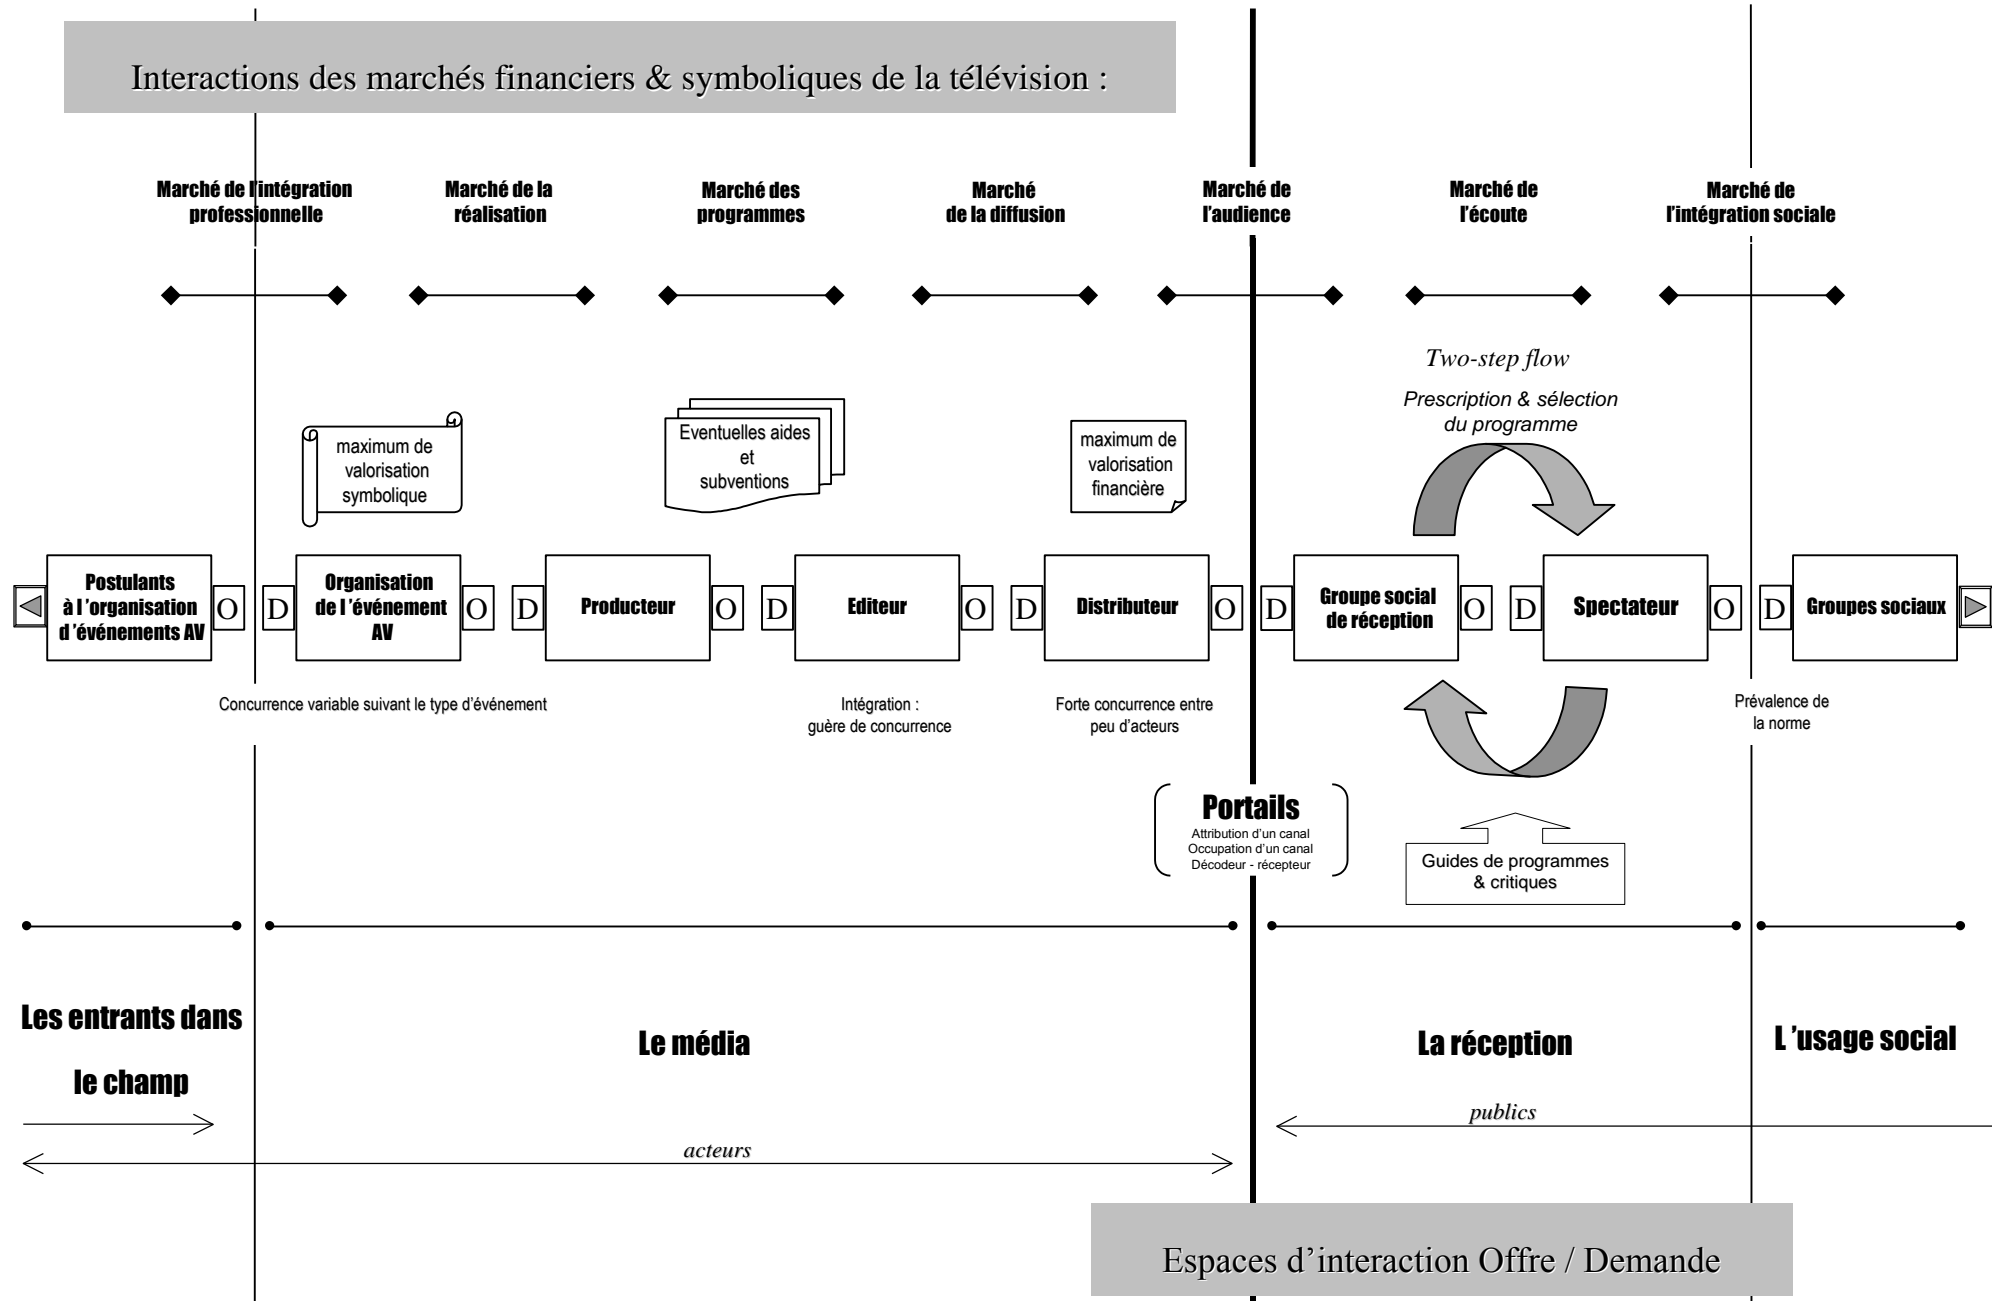 Interactions des marchés financiers & symboliques de la télévision :
Marché de l'intégration
professionnelle
Marché de la
réalisation
Marché des
programmes
Marché
de la diffusion
Marché de
l'audience
Marché de
l'écoute
Marché de
l'intégration sociale
Two-step flow
Prescription & sélection
du programme
maximum de
valorisation
symbolique
Eventuelles aides
et
subventions
maximum de
valorisation
financière
Postulants
à l ’organisation
d ’événements AV
O
D
Organisation
de l ’événement
AV
O
D
Producteur
O
D
Editeur
O
D
Distributeur
O
D
Groupe social
de réception
O
D
Spectateur
O
D
Groupes sociaux
Concurrence variable suivant le type d’événement
Intégration :
guère de concurrence
Forte concurrence entre
peu d’acteurs
Prévalence de
la norme
Portails
Attribution d’un canal
Occupation d’un canal
Décodeur - récepteur
Guides de programmes
& critiques
Les entrants dans
le champ
Le média
La réception
L ’usage social
publics
acteurs
Espaces d’interaction Offre / Demande